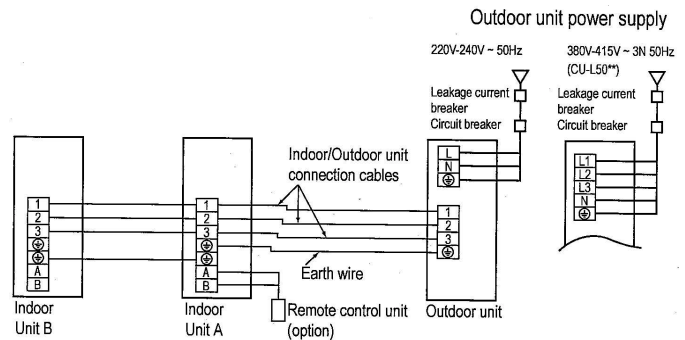 Outdoor unit power supply
220V-240V ~ 50Hz
380V-415V ~ 3N 50Hz
(CU-L50**)
Leakage current
breaker
Circuit breaker
Leakage current
breaker
Circuit breaker
L
N
L1
L2
L3
N
Indoor/Outdoor unit
connection cables
1
2
3
A
B
1
2
3
A
B
1
2
3
Earth wire
Remote control unit
(option)
Indoor
Unit B
Indoor
Unit A
Outdoor unit